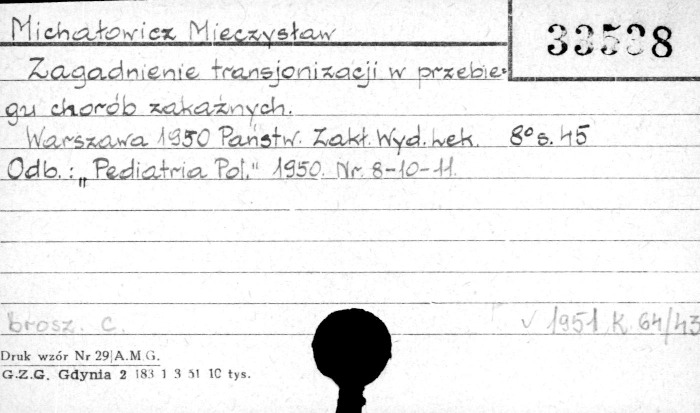 Michałowicz Mieczysław
33538
Zagadnienie transjonizacji w przebie-
gu chorób zakaźnych.
Warszawa 1950 Państw. Zakł. Wyd. Lek. 8° s. 45
Odb.: „Pediatria Pol." 1950. Nr. 8-10-11.
brosz. c.
√ 1951 K 64/43
Druk wzór Nr 29|A.M.G.
G.Z.G. Gdynia 2 183 1 3 51 10 tys.